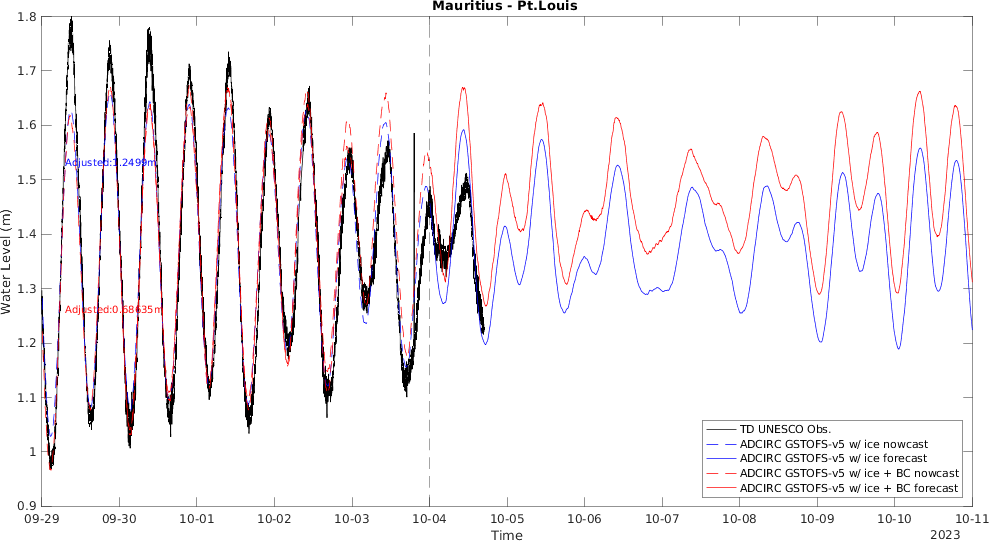 Mauritius - Pt.Louis
1.8
1.7
1.6
1.5
1.4
1.3
1.2
1.1
1
0.9
Water Level (m)
Adjusted:1.2499m
Adjusted:0.68635m
TD UNESCO Obs.
ADCIRC GSTOFS-v5 w/ ice nowcast
ADCIRC GSTOFS-v5 w/ ice forecast
ADCIRC GSTOFS-v5 w/ ice + BC nowcast
ADCIRC GSTOFS-v5 w/ ice + BC forecast
09-29 09-30 10-01 10-02 10-03 10-04 10-05 10-06 10-07 10-08 10-09 10-10 10-11
Time
2023